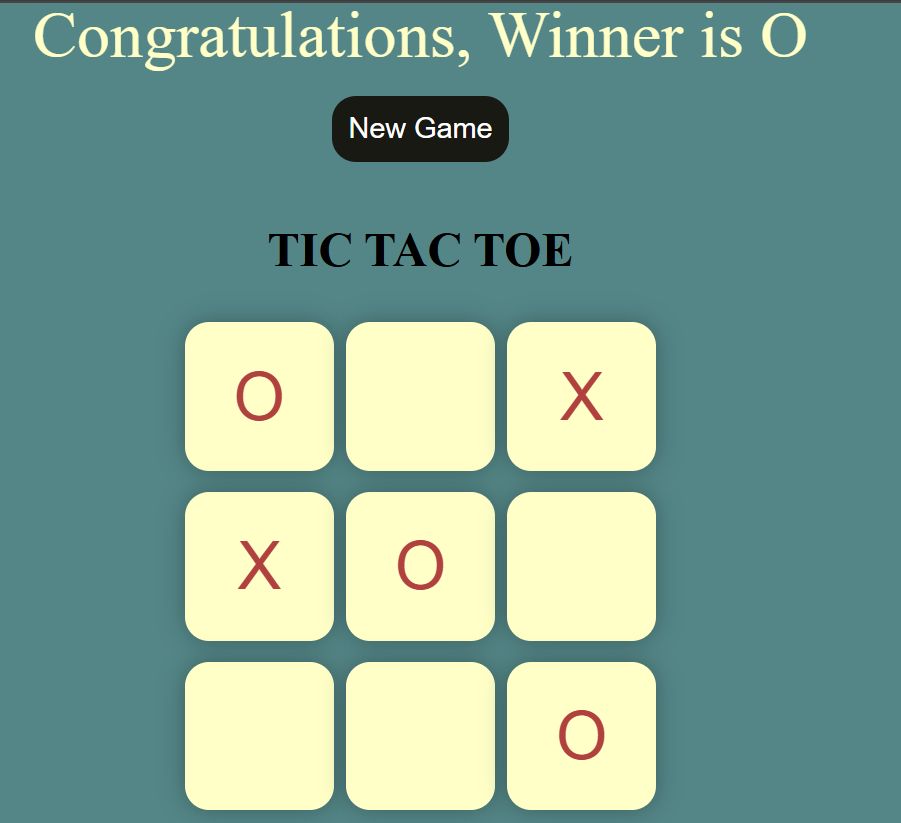 Congratulations, Winner is O
New Game
TIC TAC TOE
O X
X O
O